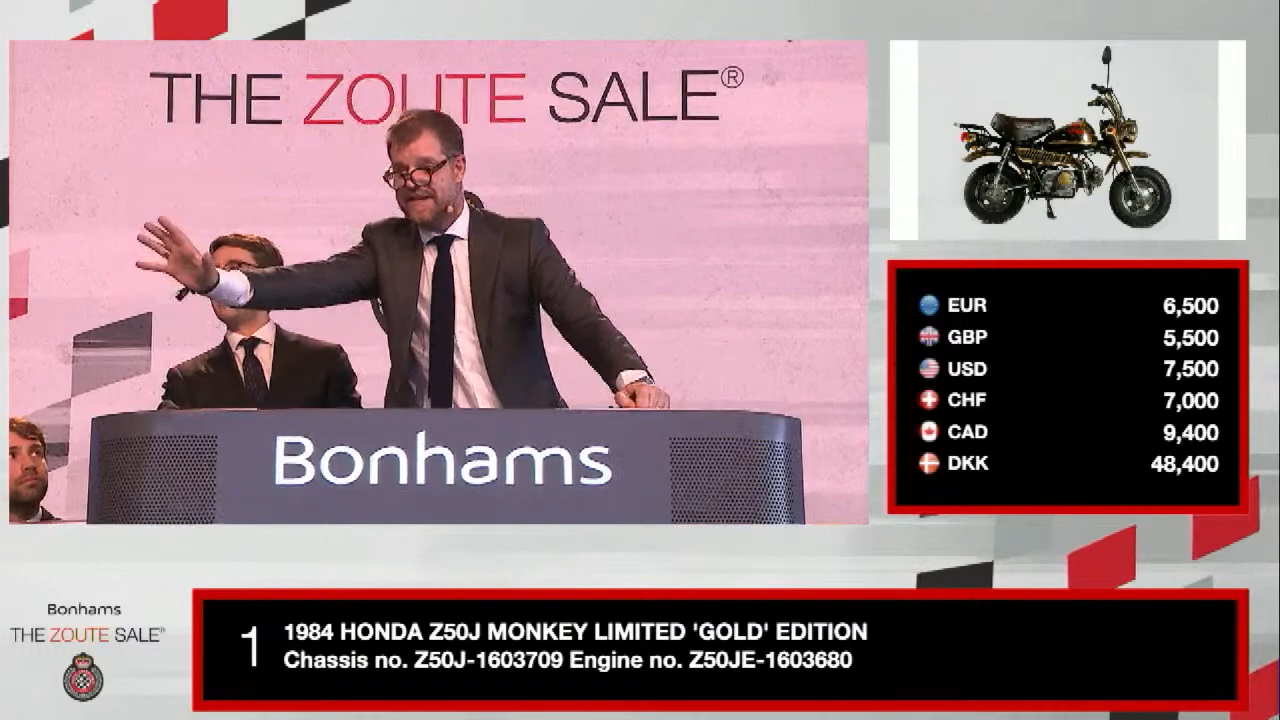 THE ZOUTE SALE®
Bonhams
EUR 6,500
GBP 5,500
USD 7,500
CHF 7,000
CAD 9,400
DKK 48,400
Bonhams
THE ZOUTE SALE®
1
1984 HONDA Z50J MONKEY LIMITED 'GOLD' EDITION
Chassis no. Z50J-1603709 Engine no. Z50JE-1603680